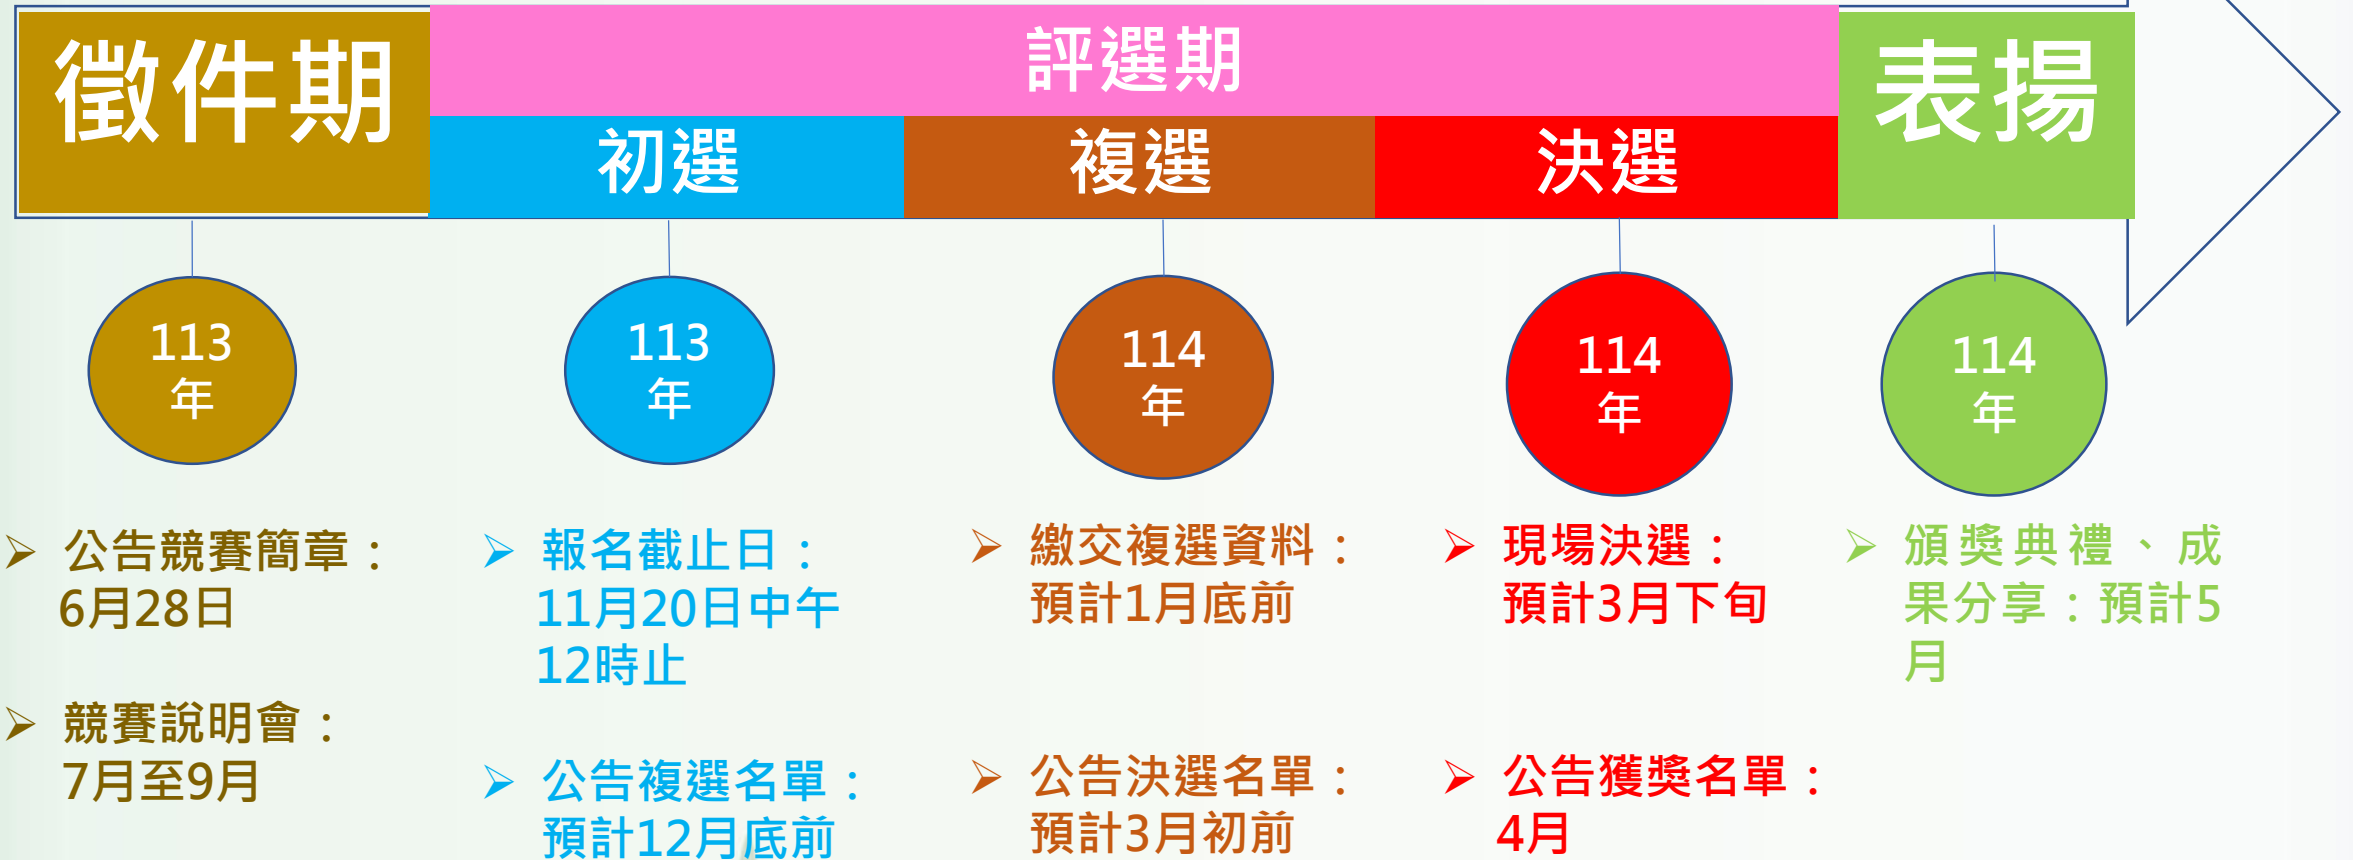 徵件期
評選期
初選
複選
決選
表揚
113
年
113
年
114
年
114
年
114
年
公告競賽簡章：
6月28日
競賽說明會：
7月至9月
報名截止日：
11月20日中午
12時止
公告複選名單：
預計12月底前
繳交複選資料：
預計1月底前
公告決選名單：
預計3月初前
現場決選：
預計3月下旬
公告獲獎名單：
4月
頒獎典禮、成
果分享：預計5
月